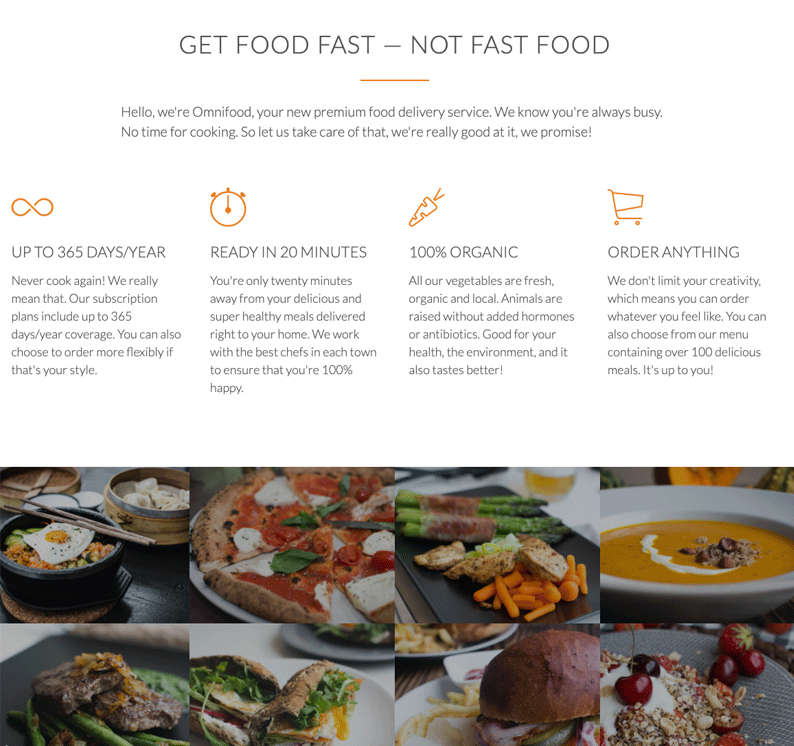 GET FOOD FAST — NOT FAST FOOD
Hello, we're Omnifood, your new premium food delivery service. We know you're always busy.
No time for cooking. So let us take care of that, we're really good at it, we promise!
UP TO 365 DAYS/YEAR
Never cook again! We really
mean that. Our subscription
plans include up to 365
days/year coverage. You can also
choose to order more flexibly if
that's your style.
READY IN 20 MINUTES
You're only twenty minutes
away from your delicious and
super healthy meals delivered
right to your home. We work
with the best chefs in each town
to ensure that you're 100%
happy.
100% ORGANIC
All our vegetables are fresh,
organic and local. Animals are
raised without added hormones
or antibiotics. Good for your
health, the environment, and it
also tastes better!
ORDER ANYTHING
We don't limit your creativity,
which means you can order
whatever you feel like. You can
also choose from our menu
containing over 100 delicious
meals. It's up to you!